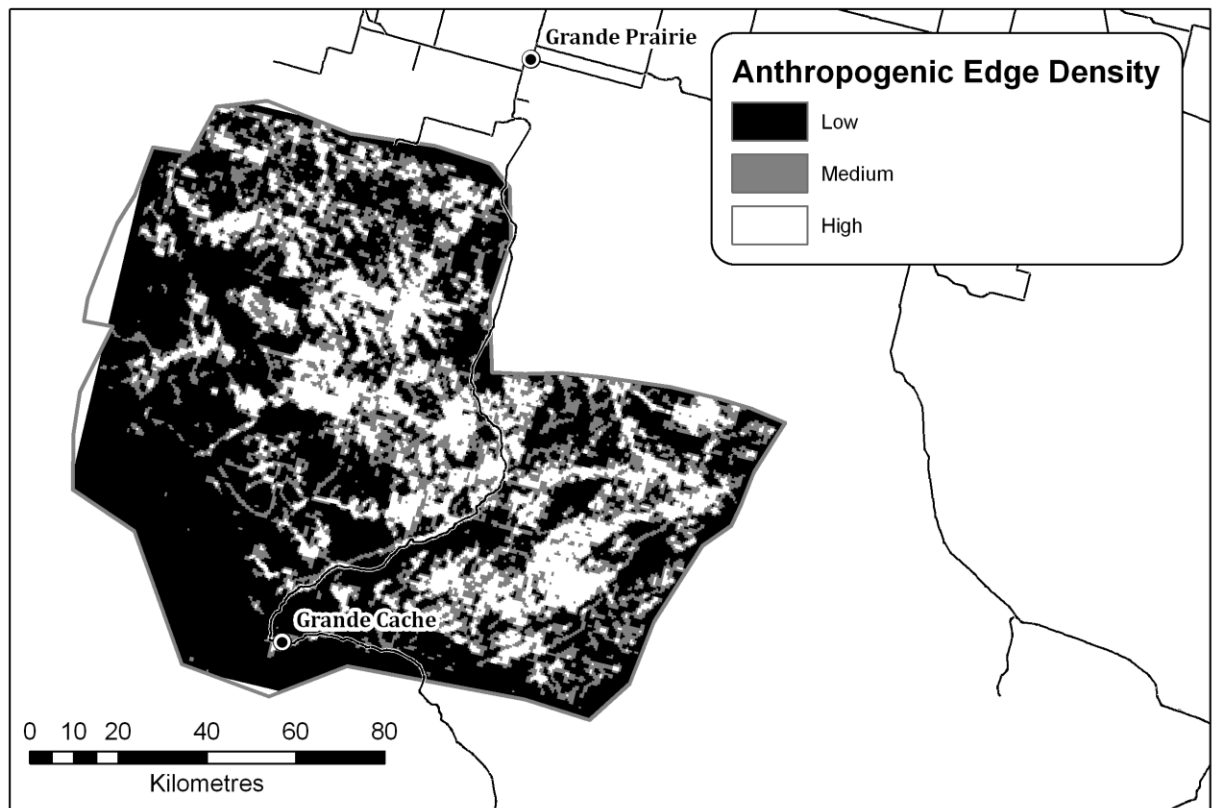 Grande Prairie
Anthropogenic Edge Density
Low
Medium
High
Grande Cache
0 10 20 40 60 80
Kilometres